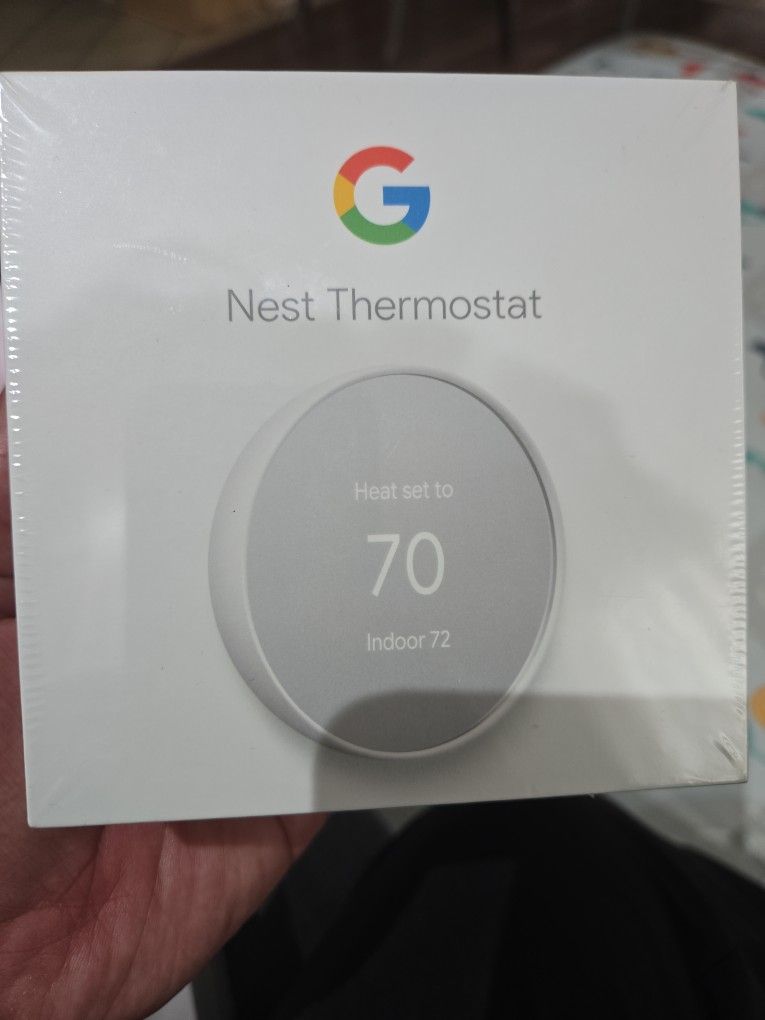 G
Nest Thermostat
Heat set to
70
Indoor 72